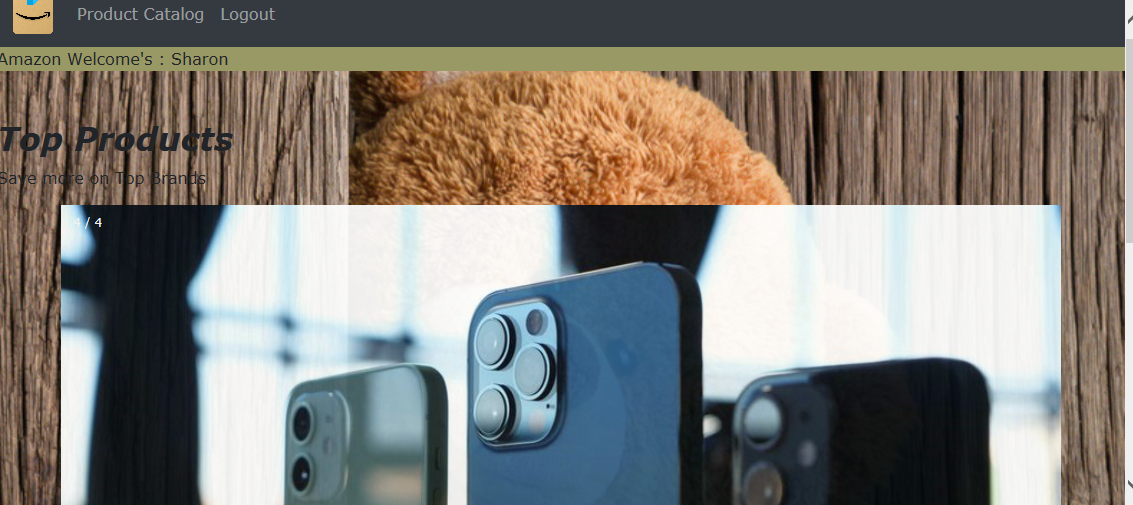 Product Catalog Logout
Amazon Welcome's : Sharon
Top Products
Save more on Top Brands
4 / 4